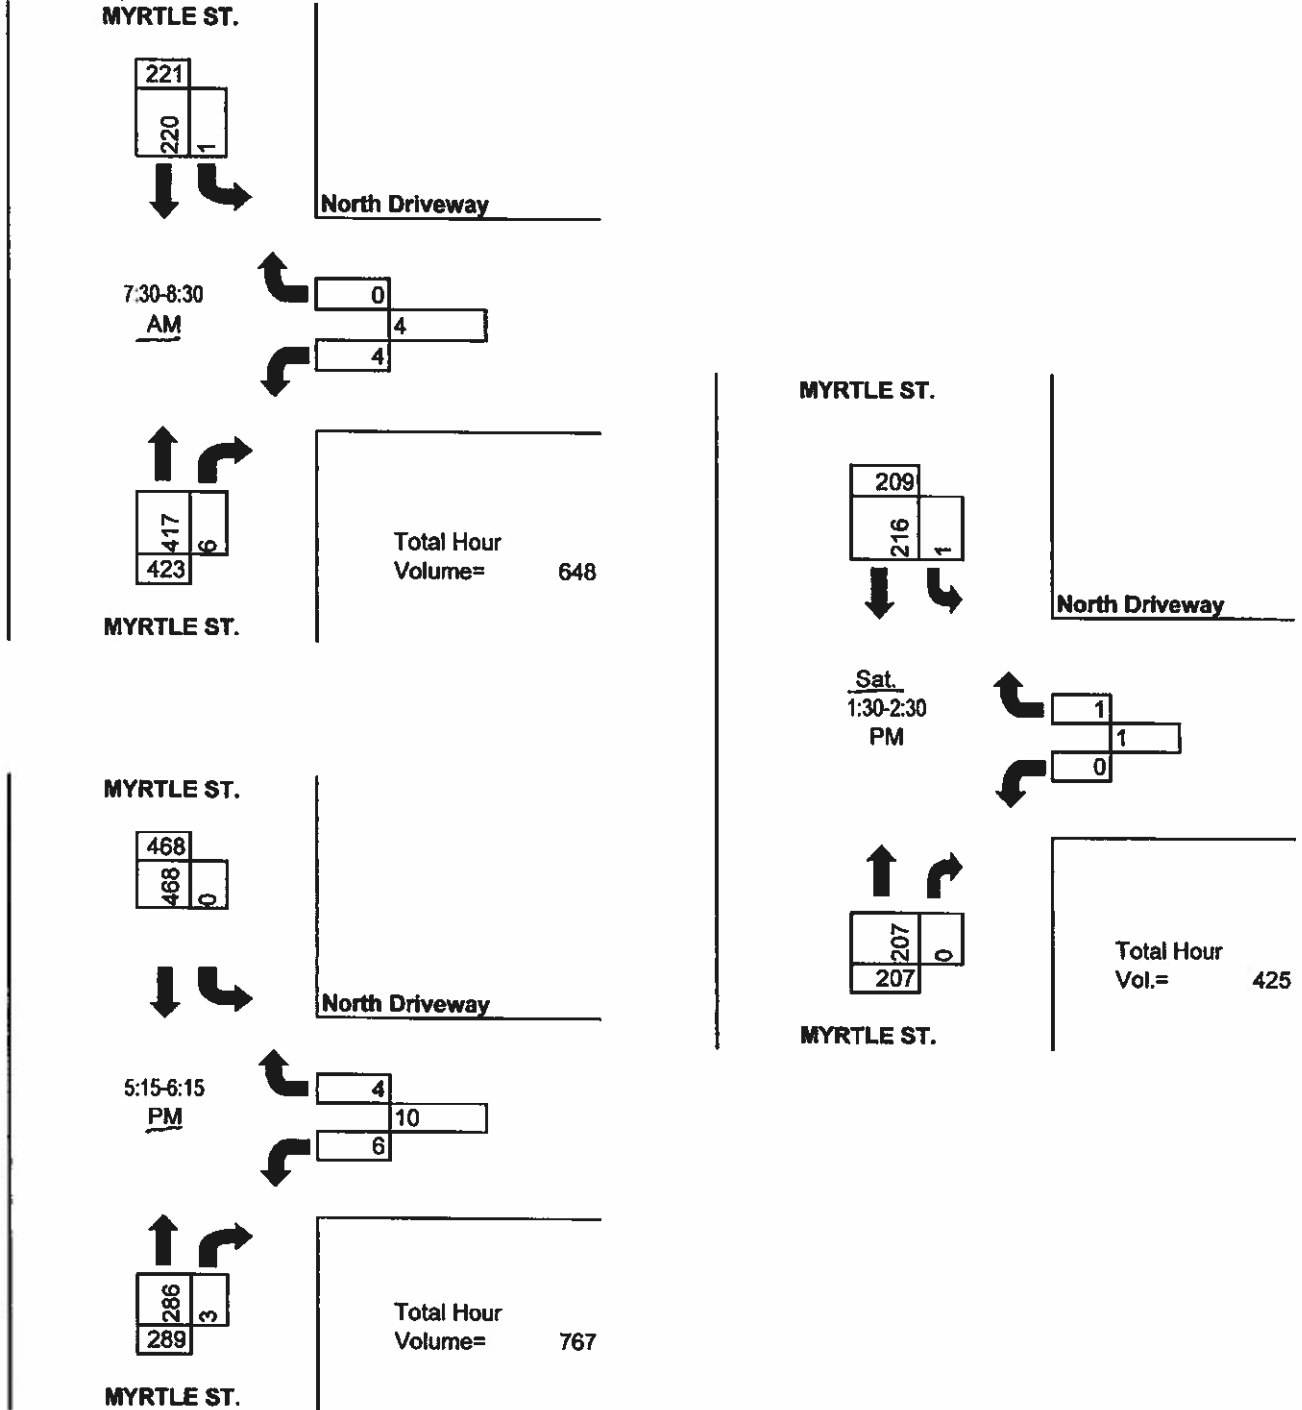 MYRTLE ST.
221
220
1
North Driveway
7:30-8:30
AM
0
4
4
417
6
423
MYRTLE ST.
Total Hour
Volume= 648
MYRTLE ST.
468
468
0
North Driveway
5:15-6:15
PM
4
10
6
286
3
289
MYRTLE ST.
Total Hour
Volume= 767
MYRTLE ST.
209
216
1
North Driveway
Sat.
1:30-2:30
PM
1
1
0
207
0
207
MYRTLE ST.
Total Hour
Vol.= 425